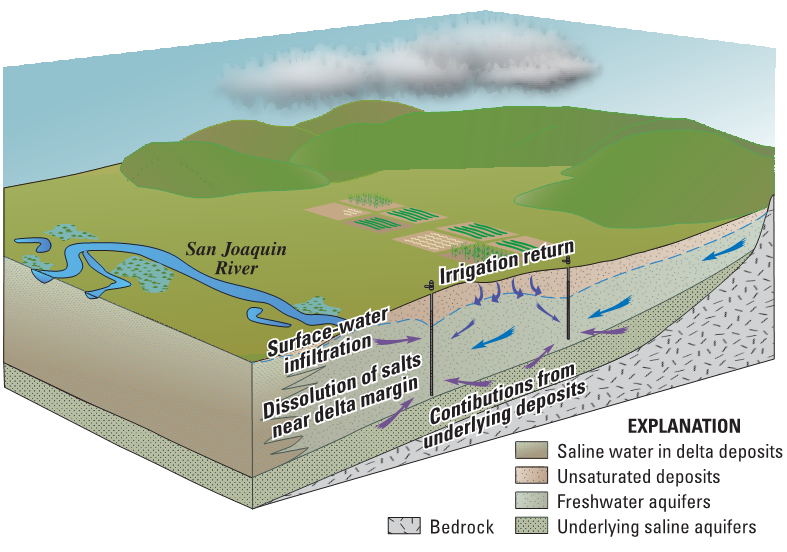 San Joaquin
River
Irrigation return
Surface-water
infiltration
Dissolution of salts
near delta margin
Contibutions from
underlying deposits
EXPLANATION
Saline water in delta deposits
Unsaturated deposits
Freshwater aquifers
Bedrock
Underlying saline aquifers